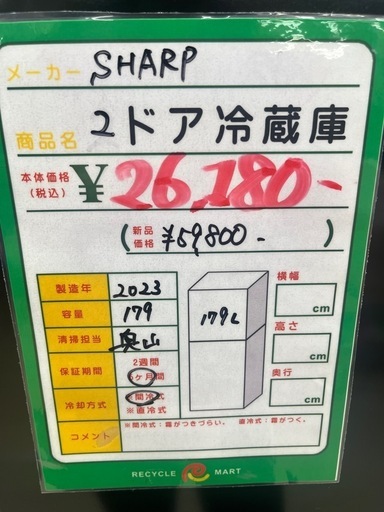 メーカー SHARP
商品名 2ドア冷蔵庫
本体価格 (税込) ¥26,180-
(新品価格 ¥59800-)
製造年 2023
容量 179
清掃担当 奥山
保証期間 2週間
6ヶ月間
冷却方式 ※間冷式
※直冷式
179L
横幅
cm
高さ
cm
奥行
cm
※間冷式：霜がつきづらい。 直冷式：霜がつく。
コメント
RECYCLE MART